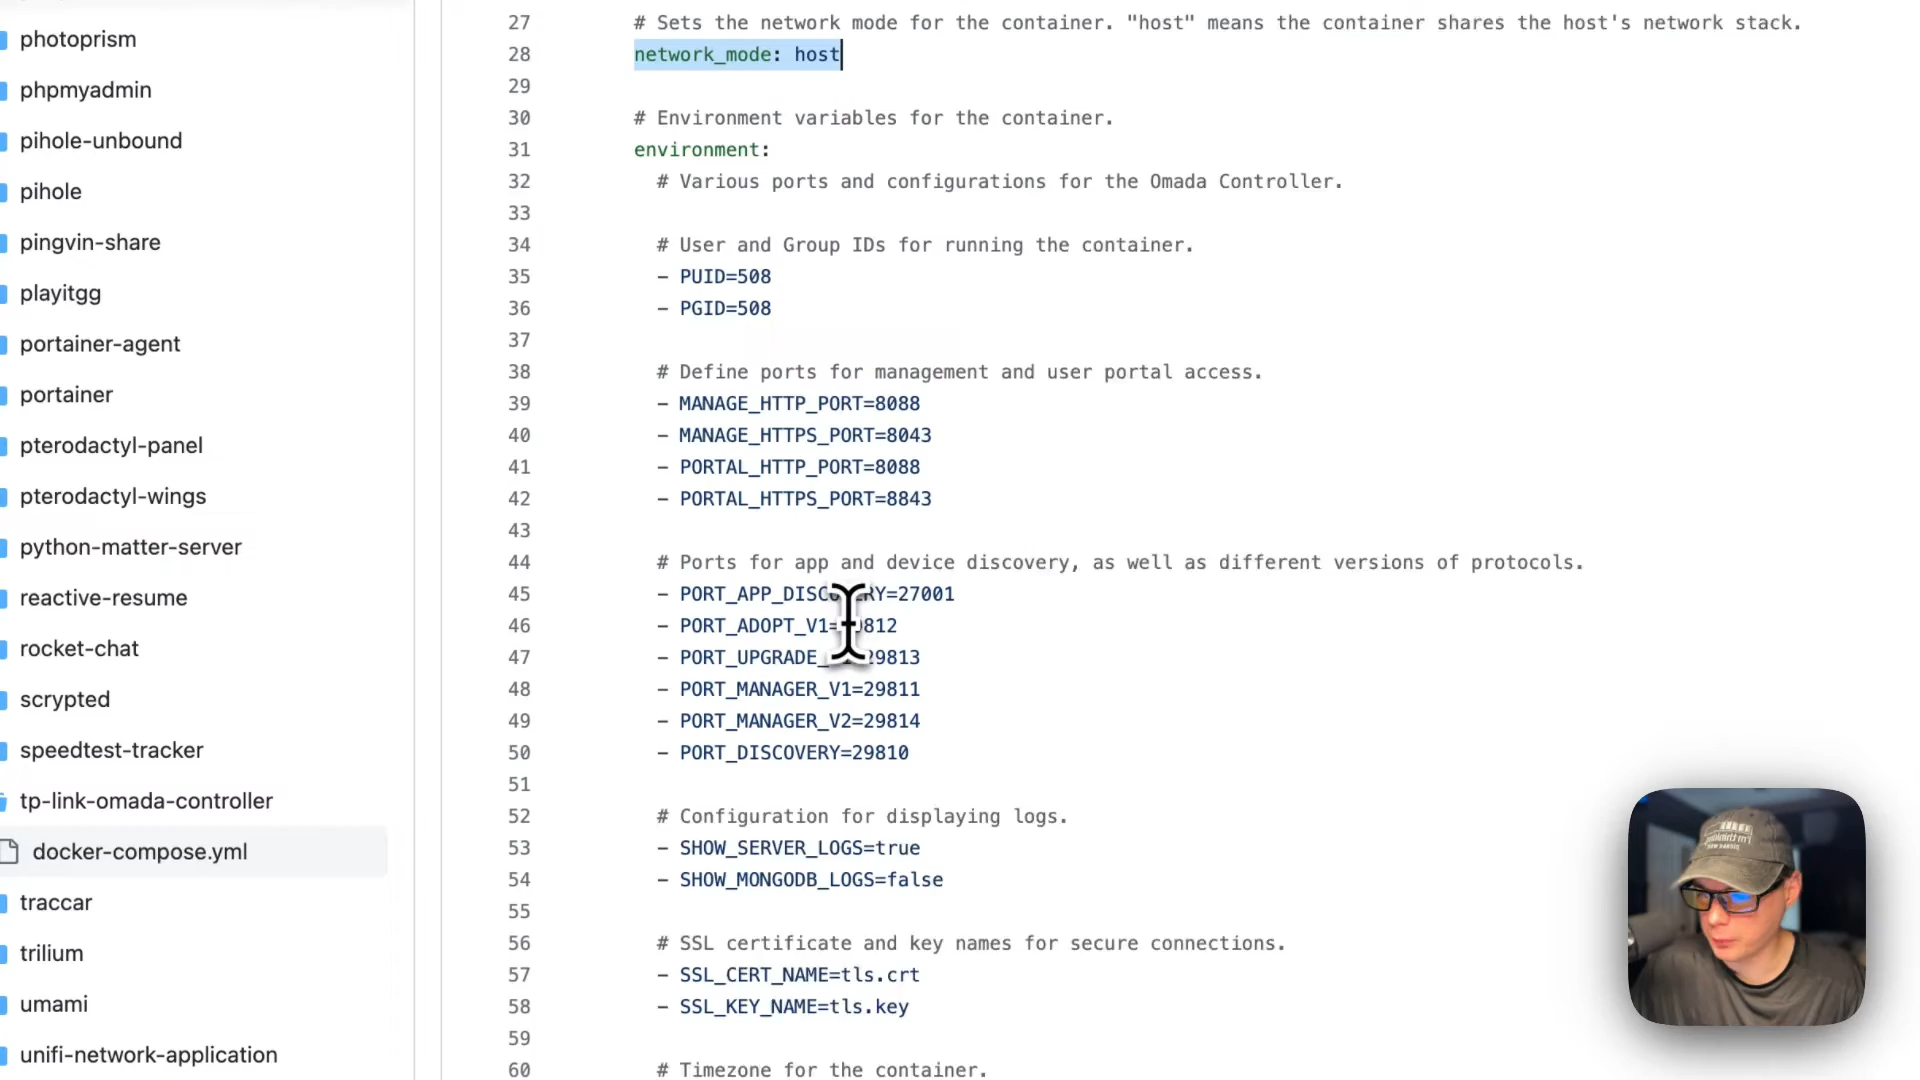 photoprism
phpmyadmin
pihole-unbound
pihole
pingvin-share
playitgg
portainer-agent
portainer
pterodactyl-panel
pterodactyl-wings
python-matter-server
reactive-resume
rocket-chat
scrypted
speedtest-tracker
tp-link-omada-controller
docker-compose.yml
traccar
trilium
umami
unifi-network-application
27 # Sets the network mode for the container. "host" means the container shares the host's network stack.
28 network_mode: host
29
30 # Environment variables for the container.
31 environment:
32 # Various ports and configurations for the Omada Controller.
33
34 # User and Group IDs for running the container.
35 - PUID=508
36 - PGID=508
37
38 # Define ports for management and user portal access.
39 - MANAGE_HTTP_PORT=8088
40 - MANAGE_HTTPS_PORT=8043
41 - PORTAL_HTTP_PORT=8088
42 - PORTAL_HTTPS_PORT=8843
43
44 # Ports for app and device discovery, as well as different versions of protocols.
45 - PORT_APP_DISCOVERY=27001
46 - PORT_ADOPT_V1=29812
47 - PORT_UPGRADE_V1=29813
48 - PORT_MANAGER_V1=29811
49 - PORT_MANAGER_V2=29814
50 - PORT_DISCOVERY=29810
51
52 # Configuration for displaying logs.
53 - SHOW_SERVER_LOGS=true
54 - SHOW_MONGODB_LOGS=false
55
56 # SSL certificate and key names for secure connections.
57 - SSL_CERT_NAME=tls.crt
58 - SSL_KEY_NAME=tls.key
59
60 # Timezone for the container.